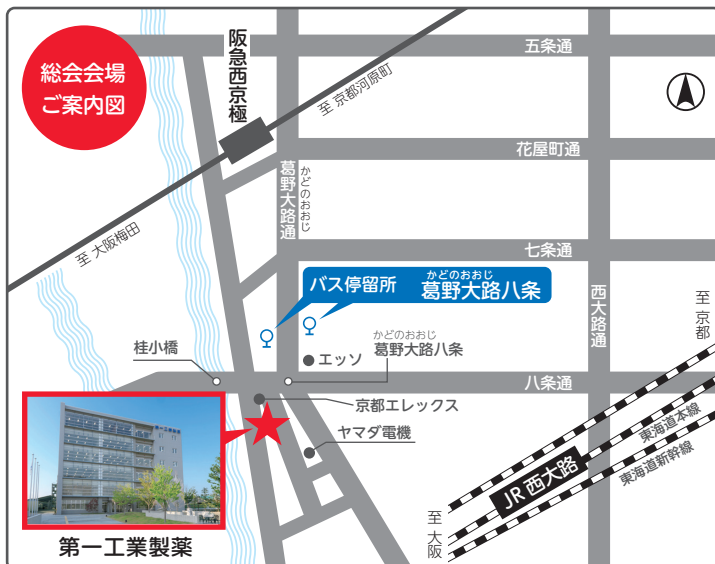 総会会場
ご案内図
阪急西京極
至 京都河原町
至 大阪梅田
五条通
花屋町通
葛野大路通
かどのおおじ
七条通
西大路通
至 京都
バス停留所
かどのおおじ
葛野大路八条
かどのおおじ
葛野大路八条
エッソ
桂小橋
八条通
京都エレックス
ヤマダ電機
東海道本線
東海道新幹線
JR 西大路
至 大阪
第一工業製薬
第一工業製薬